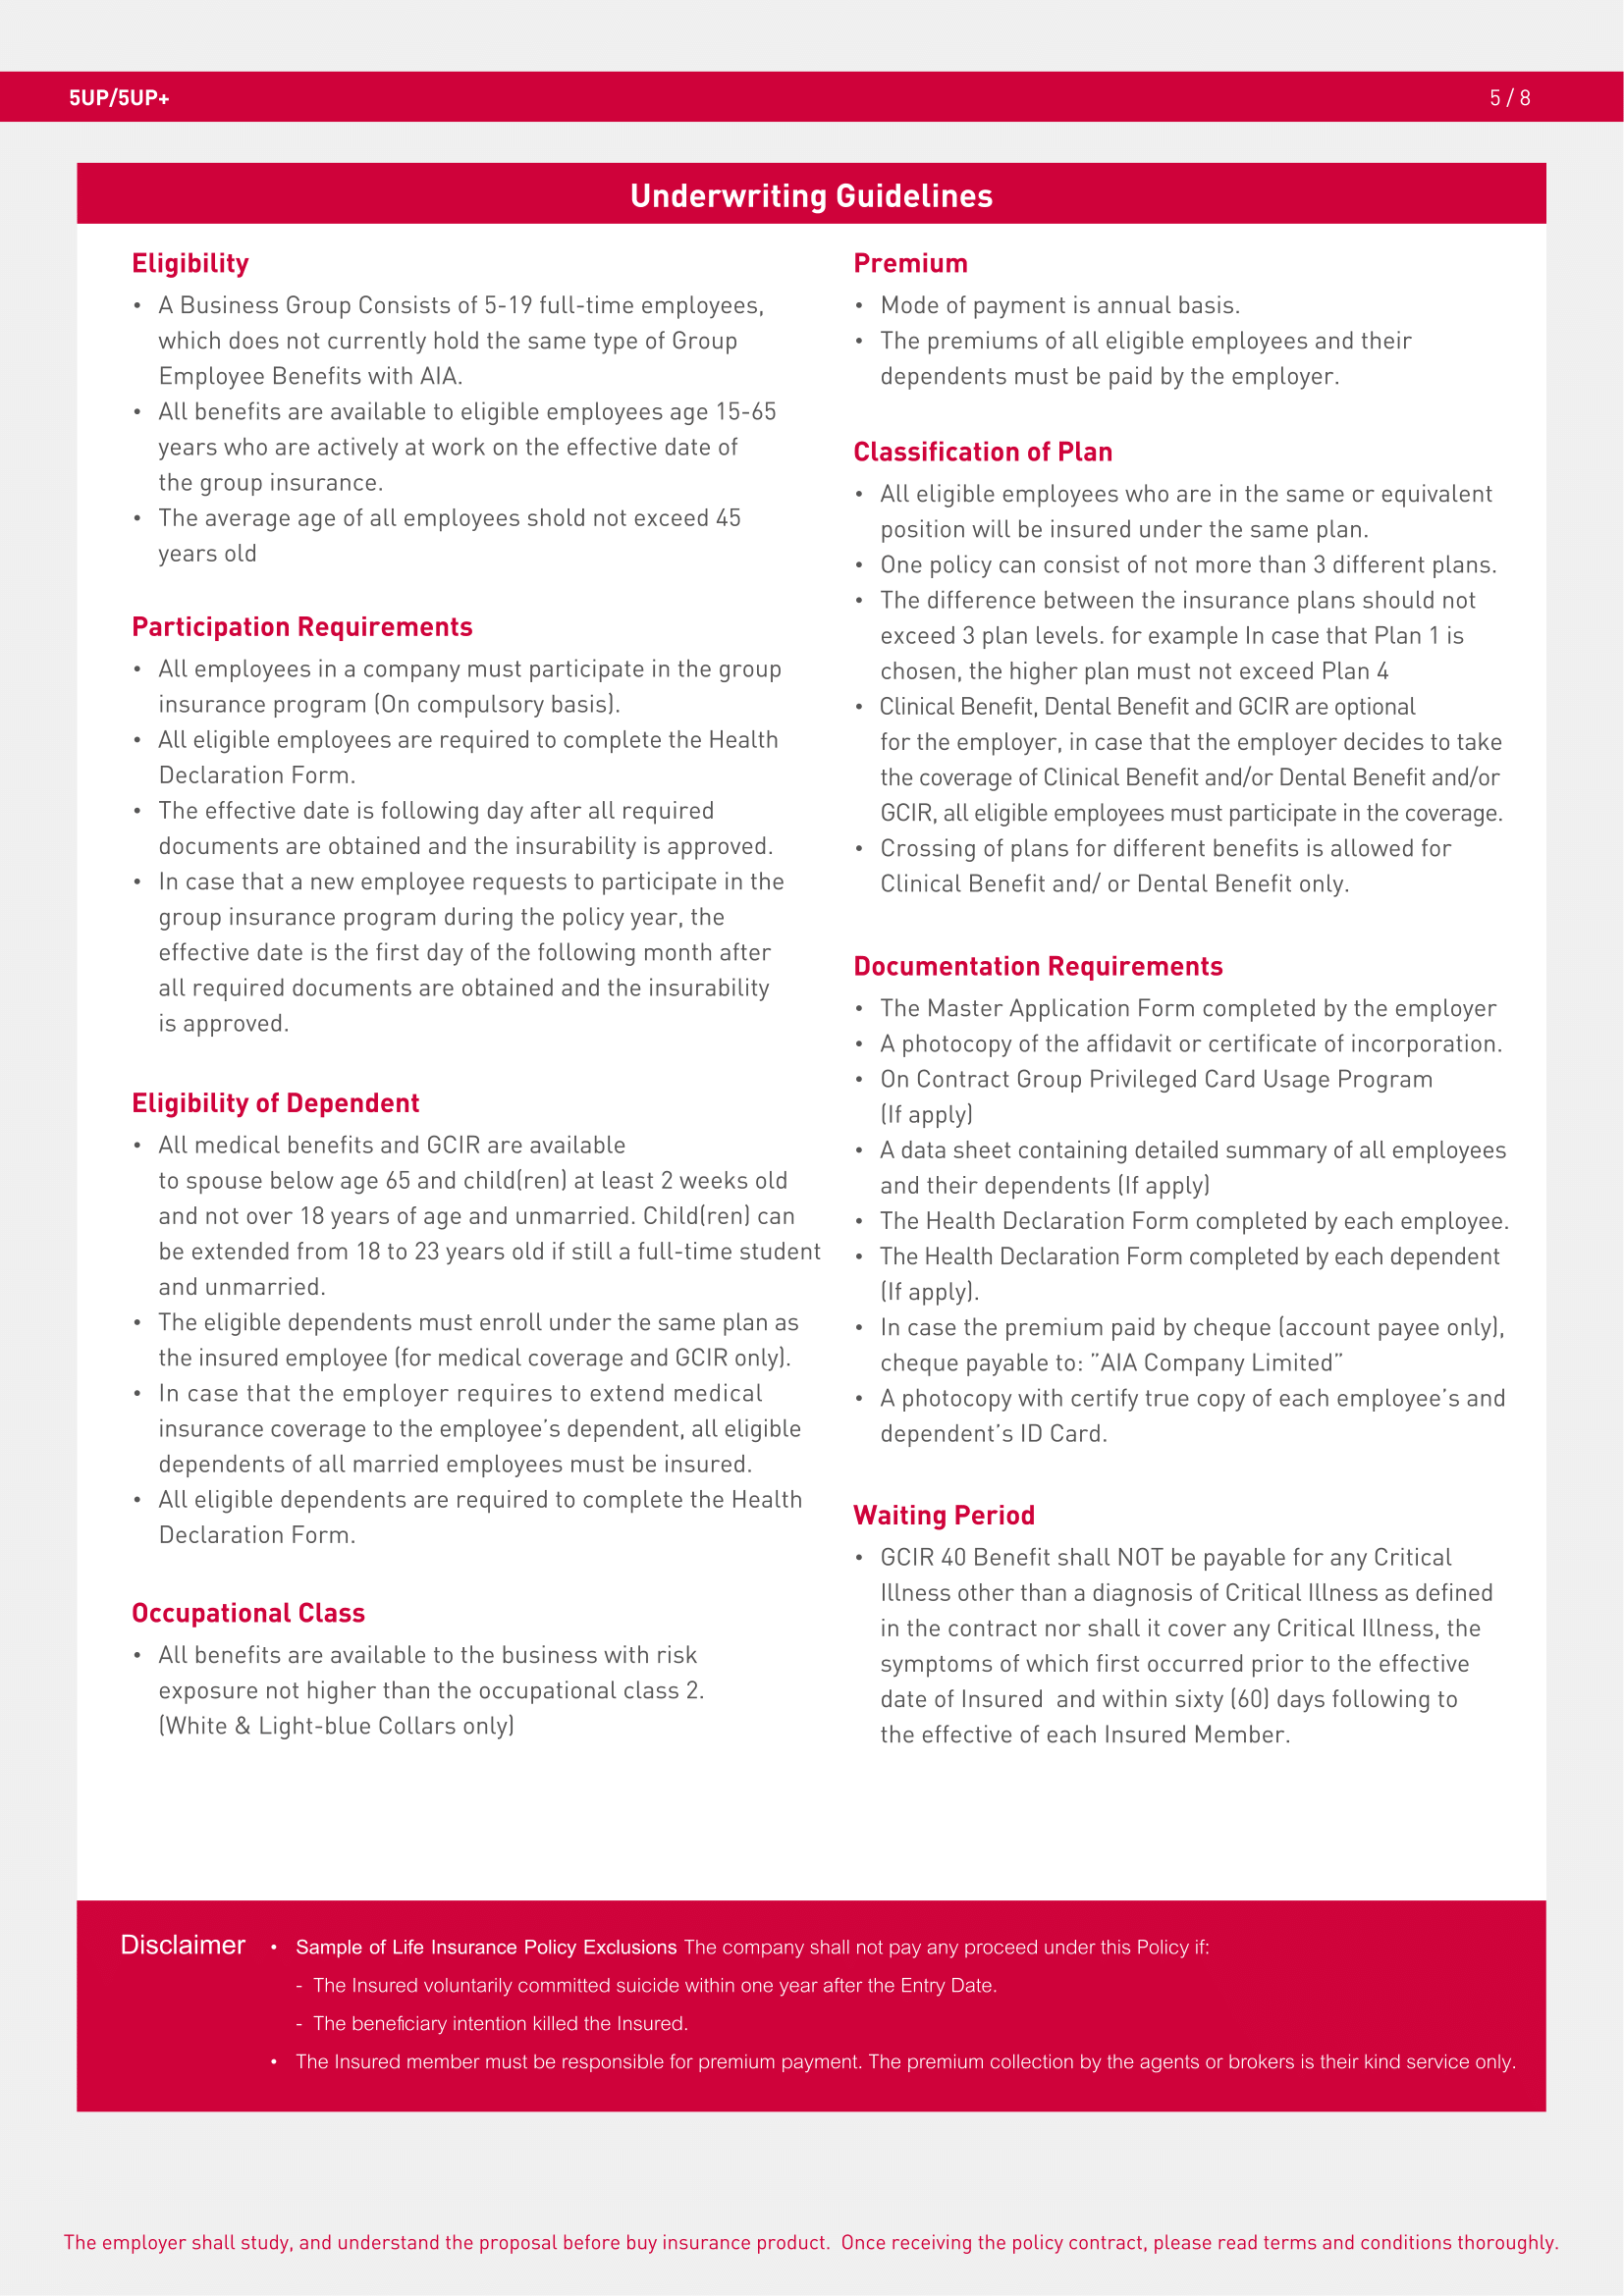 5UP/5UP+
5 / 8
Underwriting Guidelines
Eligibility
• A Business Group Consists of 5-19 full-time employees,
which does not currently hold the same type of Group
Employee Benefits with AIA.
• All benefits are available to eligible employees age 15-65
years who are actively at work on the effective date of
the group insurance.
• The average age of all employees shold not exceed 45
years old
Participation Requirements
• All employees in a company must participate in the group
insurance program (On compulsory basis).
• All eligible employees are required to complete the Health
Declaration Form.
• The effective date is following day after all required
documents are obtained and the insurability is approved.
• In case that a new employee requests to participate in the
group insurance program during the policy year, the
effective date is the first day of the following month after
all required documents are obtained and the insurability
is approved.
Eligibility of Dependent
• All medical benefits and GCIR are available
to spouse below age 65 and child(ren) at least 2 weeks old
and not over 18 years of age and unmarried. Child(ren) can
be extended from 18 to 23 years old if still a full-time student
and unmarried.
• The eligible dependents must enroll under the same plan as
the insured employee (for medical coverage and GCIR only).
• In case that the employer requires to extend medical
insurance coverage to the employee's dependent, all eligible
dependents of all married employees must be insured.
• All eligible dependents are required to complete the Health
Declaration Form.
Occupational Class
• All benefits are available to the business with risk
exposure not higher than the occupational class 2.
(White & Light-blue Collars only)
Premium
• Mode of payment is annual basis.
• The premiums of all eligible employees and their
dependents must be paid by the employer.
Classification of Plan
• All eligible employees who are in the same or equivalent
position will be insured under the same plan.
• One policy can consist of not more than 3 different plans.
• The difference between the insurance plans should not
exceed 3 plan levels. for example In case that Plan 1 is
chosen, the higher plan must not exceed Plan 4
• Clinical Benefit, Dental Benefit and GCIR are optional
for the employer, in case that the employer decides to take
the coverage of Clinical Benefit and/or Dental Benefit and/or
GCIR, all eligible employees must participate in the coverage.
• Crossing of plans for different benefits is allowed for
Clinical Benefit and/ or Dental Benefit only.
Documentation Requirements
• The Master Application Form completed by the employer
• A photocopy of the affidavit or certificate of incorporation.
• On Contract Group Privileged Card Usage Program
(If apply)
• A data sheet containing detailed summary of all employees
and their dependents (If apply)
• The Health Declaration Form completed by each employee.
• The Health Declaration Form completed by each dependent
(If apply).
• In case the premium paid by cheque (account payee only),
cheque payable to: "AIA Company Limited"
• A photocopy with certify true copy of each employee's and
dependent's ID Card.
Waiting Period
• GCIR 40 Benefit shall NOT be payable for any Critical
Illness other than a diagnosis of Critical Illness as defined
in the contract nor shall it cover any Critical Illness, the
symptoms of which first occurred prior to the effective
date of Insured and within sixty (60) days following to
the effective of each Insured Member.
Disclaimer
• Sample of Life Insurance Policy Exclusions The company shall not pay any proceed under this Policy if:
- The Insured voluntarily committed suicide within one year after the Entry Date.
- The beneficiary intention killed the Insured.
• The Insured member must be responsible for premium payment. The premium collection by the agents or brokers is their kind service only.
The employer shall study, and understand the proposal before buy insurance product. Once receiving the policy contract, please read terms and conditions thoroughly.